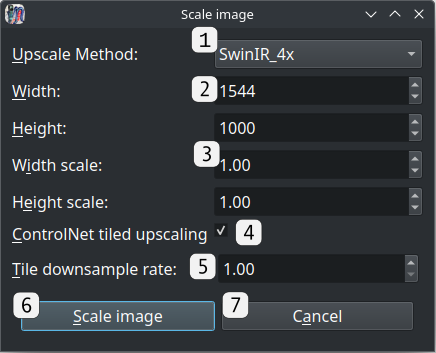 Scale image
1
Upscale Method: SwinIR_4x
Width: 2 1544
Height: 1000
3
Width scale: 1.00
Height scale: 1.00
ControlNet tiled upscaling 4
Tile downsample rate: 5 1.00
6 7
Scale image Cancel